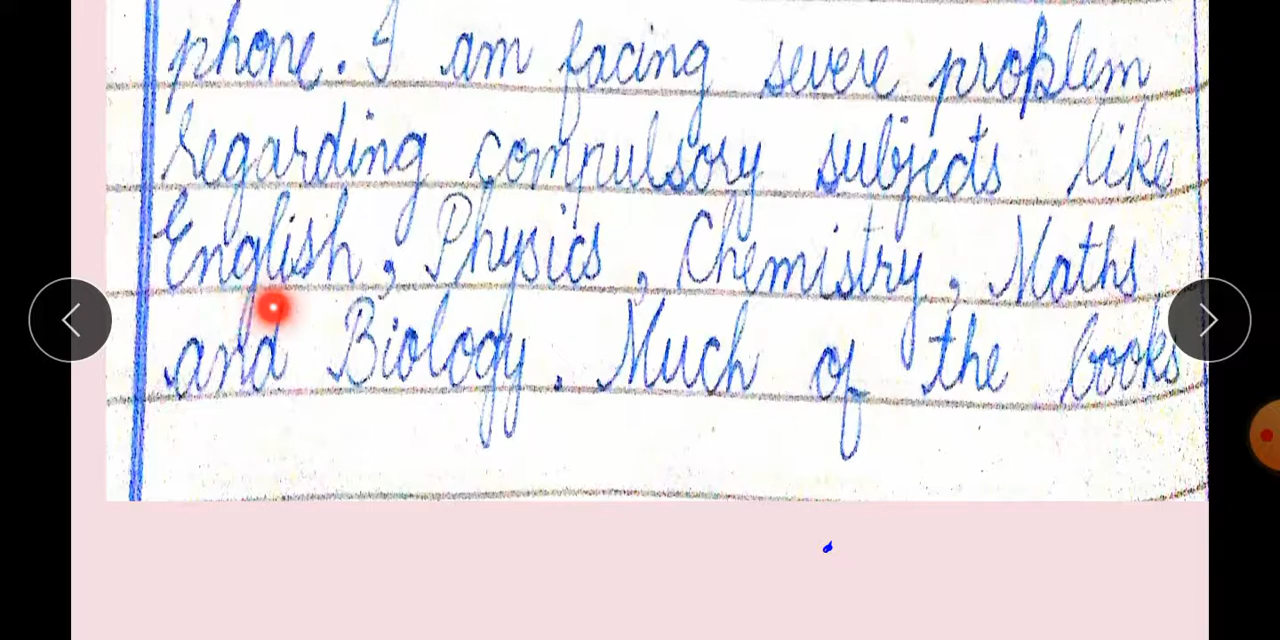 phone. I am facing severe problem
regarding compulsory subjects like
English, Physics, Chemistry, Maths
and Biology. Much of the books